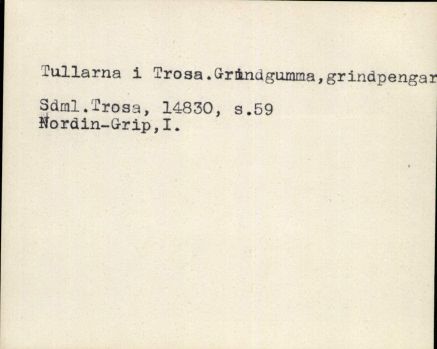 Tullarna i Trosa.Grindgumma,grindpengar
Sdml.Trosa, 14830, s.59
Nordin-Grip,I.